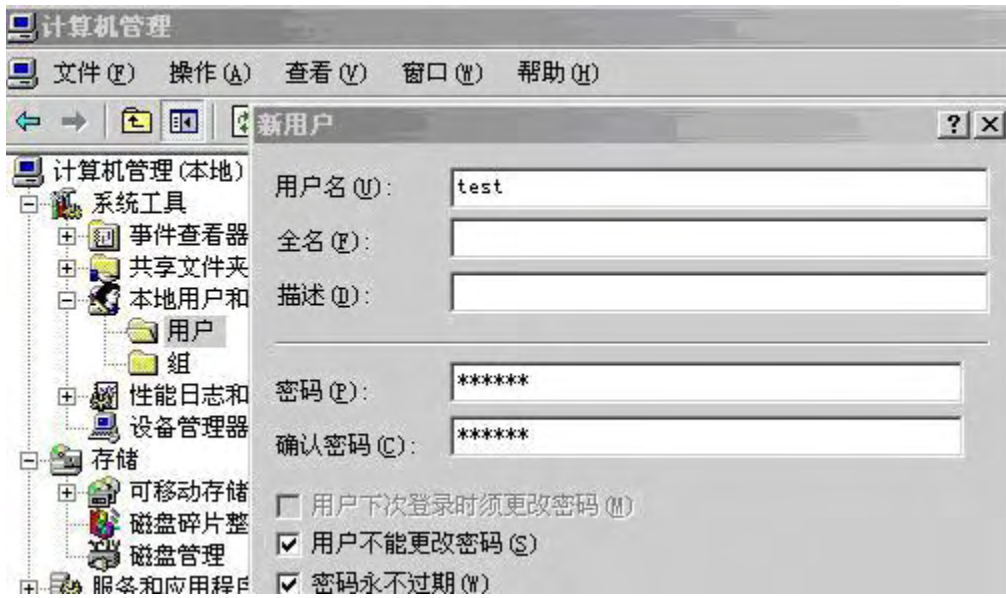 计算机管理
文件(F) 操作(A) 查看(V) 窗口(W) 帮助(H)
新用户
计算机管理(本地)
系统工具
事件查看器
共享文件夹
本地用户和
用户
组
性能日志和
设备管理器
存储
可移动存储
磁盘碎片整
磁盘管理
服务和应用程序
用户名(U): test
全名(F):
描述(D):
密码(P): ******
确认密码(C): ******
用户下次登录时须更改密码(M)
用户不能更改密码(S)
密码永不过期(W)